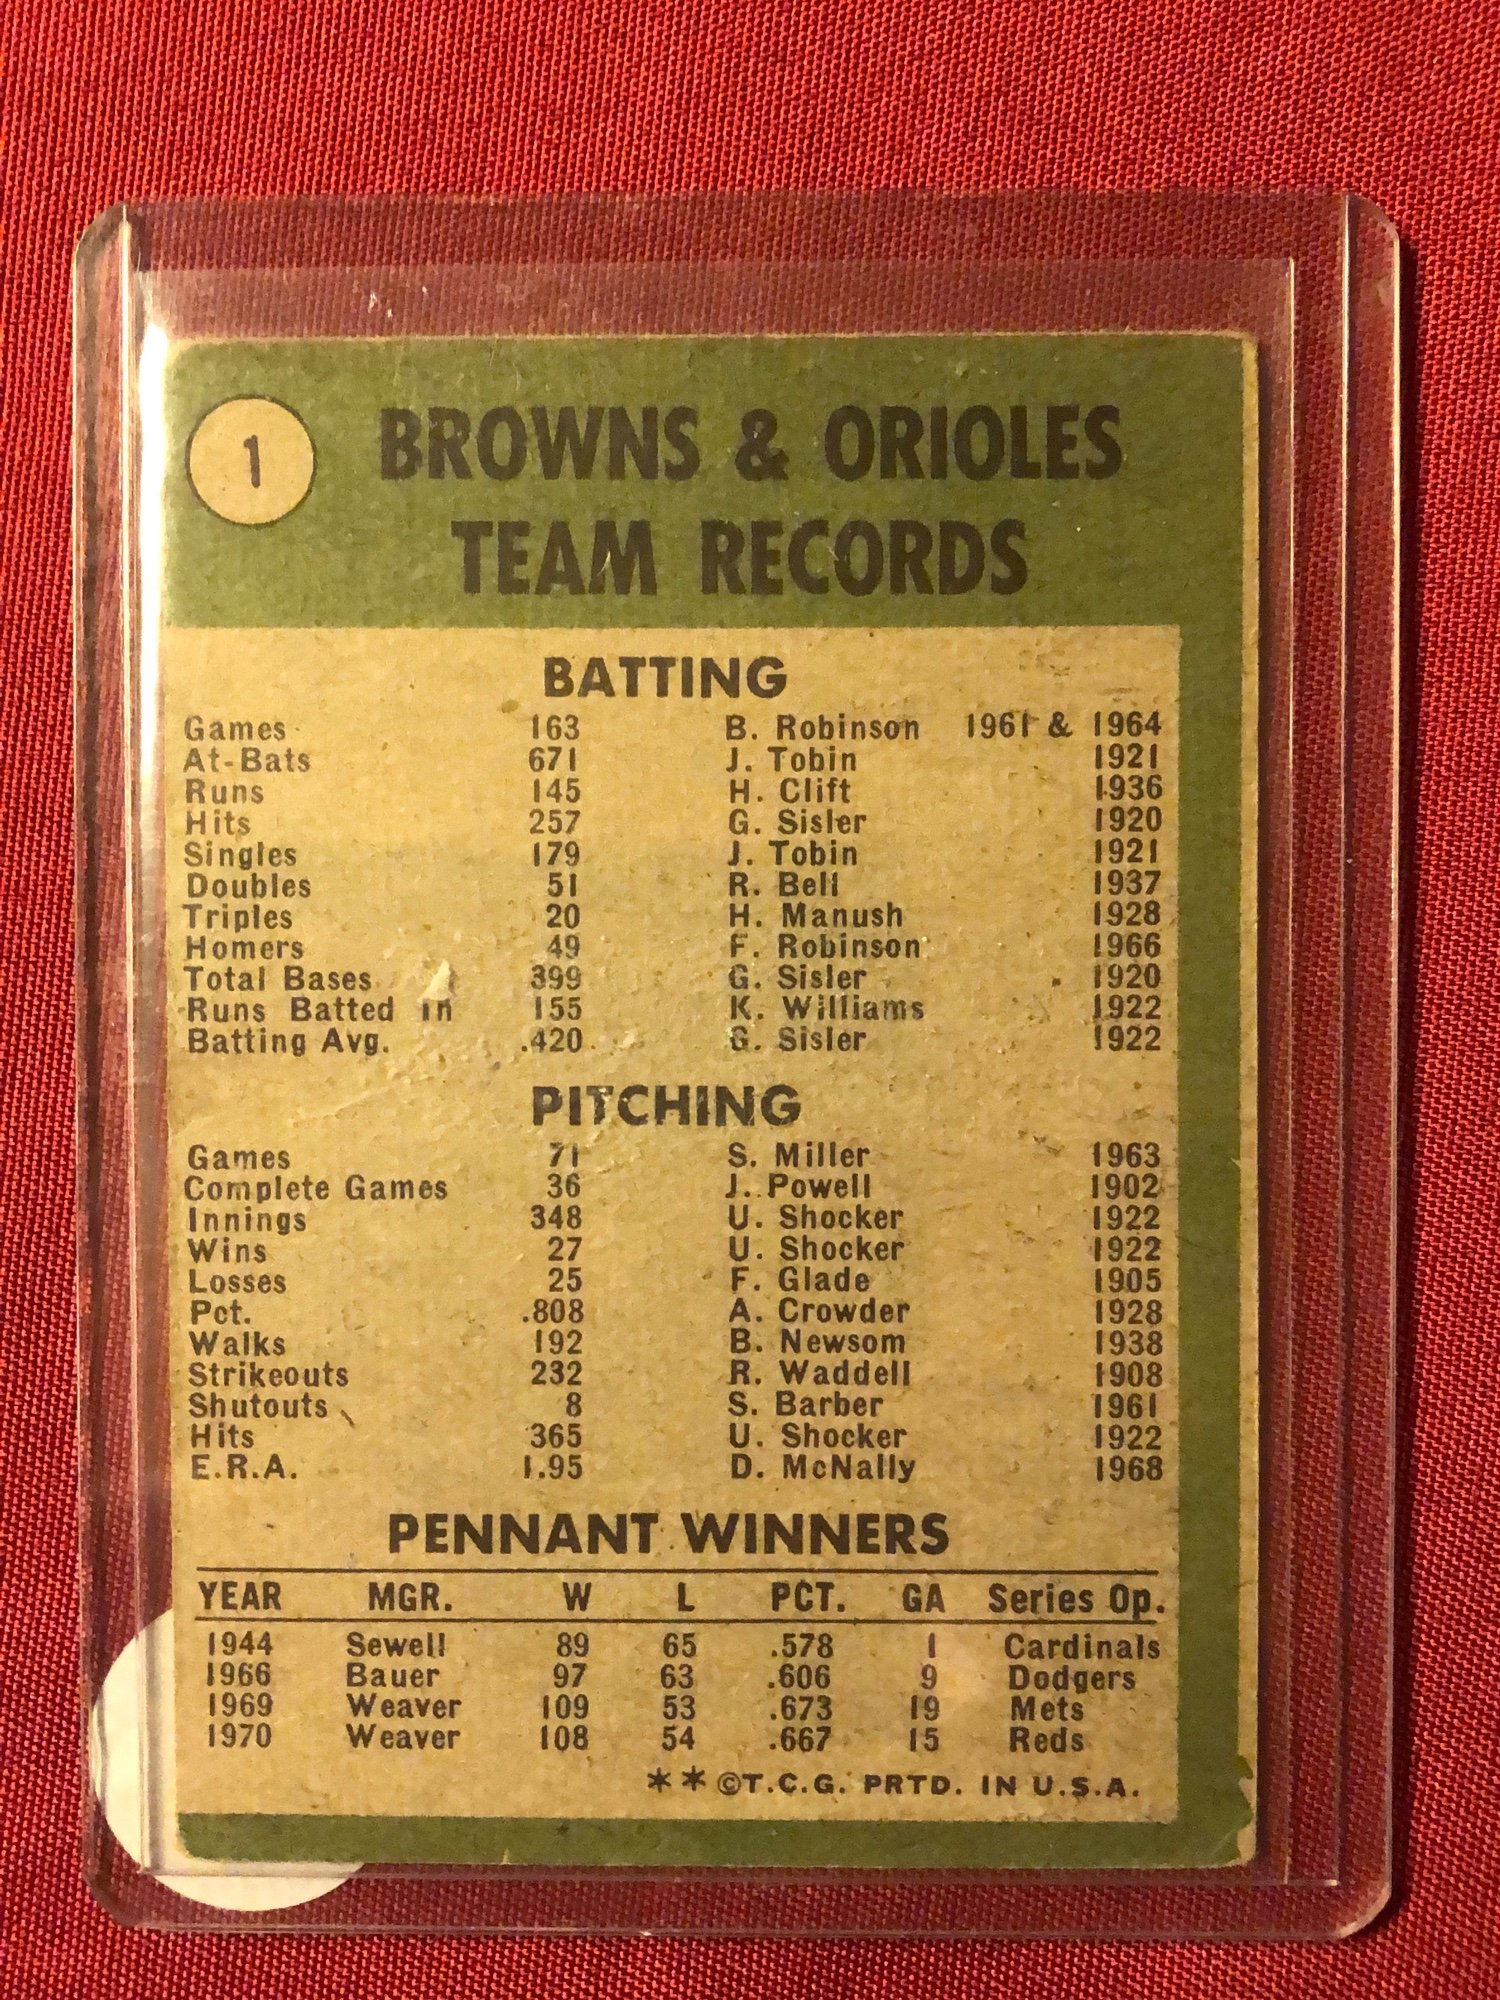 1
BROWNS & ORIOLES
TEAM RECORDS
BATTING
Games 163 B. Robinson 1961 & 1964
At-Bats 671 J. Tobin 1921
Runs 145 H. Clift 1936
Hits 257 G. Sisler 1920
Singles 179 J. Tobin 1921
Doubles 51 R. Bell 1937
Triples 20 H. Manush 1928
Homers 49 F. Robinson 1966
Total Bases 399 G. Sisler 1920
Runs Batted In 155 K. Williams 1922
Batting Avg. .420 G. Sisler 1922
PITCHING
Games 71 S. Miller 1963
Complete Games 36 J. Powell 1902
Innings 348 U. Shocker 1922
Wins 27 U. Shocker 1922
Losses 25 F. Glade 1905
Pct. .808 A. Crowder 1928
Walks 192 B. Newsom 1938
Strikeouts 232 R. Waddell 1908
Shutouts 8 S. Barber 1961
Hits 365 U. Shocker 1922
E.R.A. 1.95 D. McNally 1968
PENNANT WINNERS
YEAR MGR. W L PCT. GA Series Op.
1944 Sewell 89 65 .578 1 Cardinals
1966 Bauer 97 63 .606 9 Dodgers
1969 Weaver 109 53 .673 19 Mets
1970 Weaver 108 54 .667 15 Reds
**©T.C.G. PRTD. IN U.S.A.